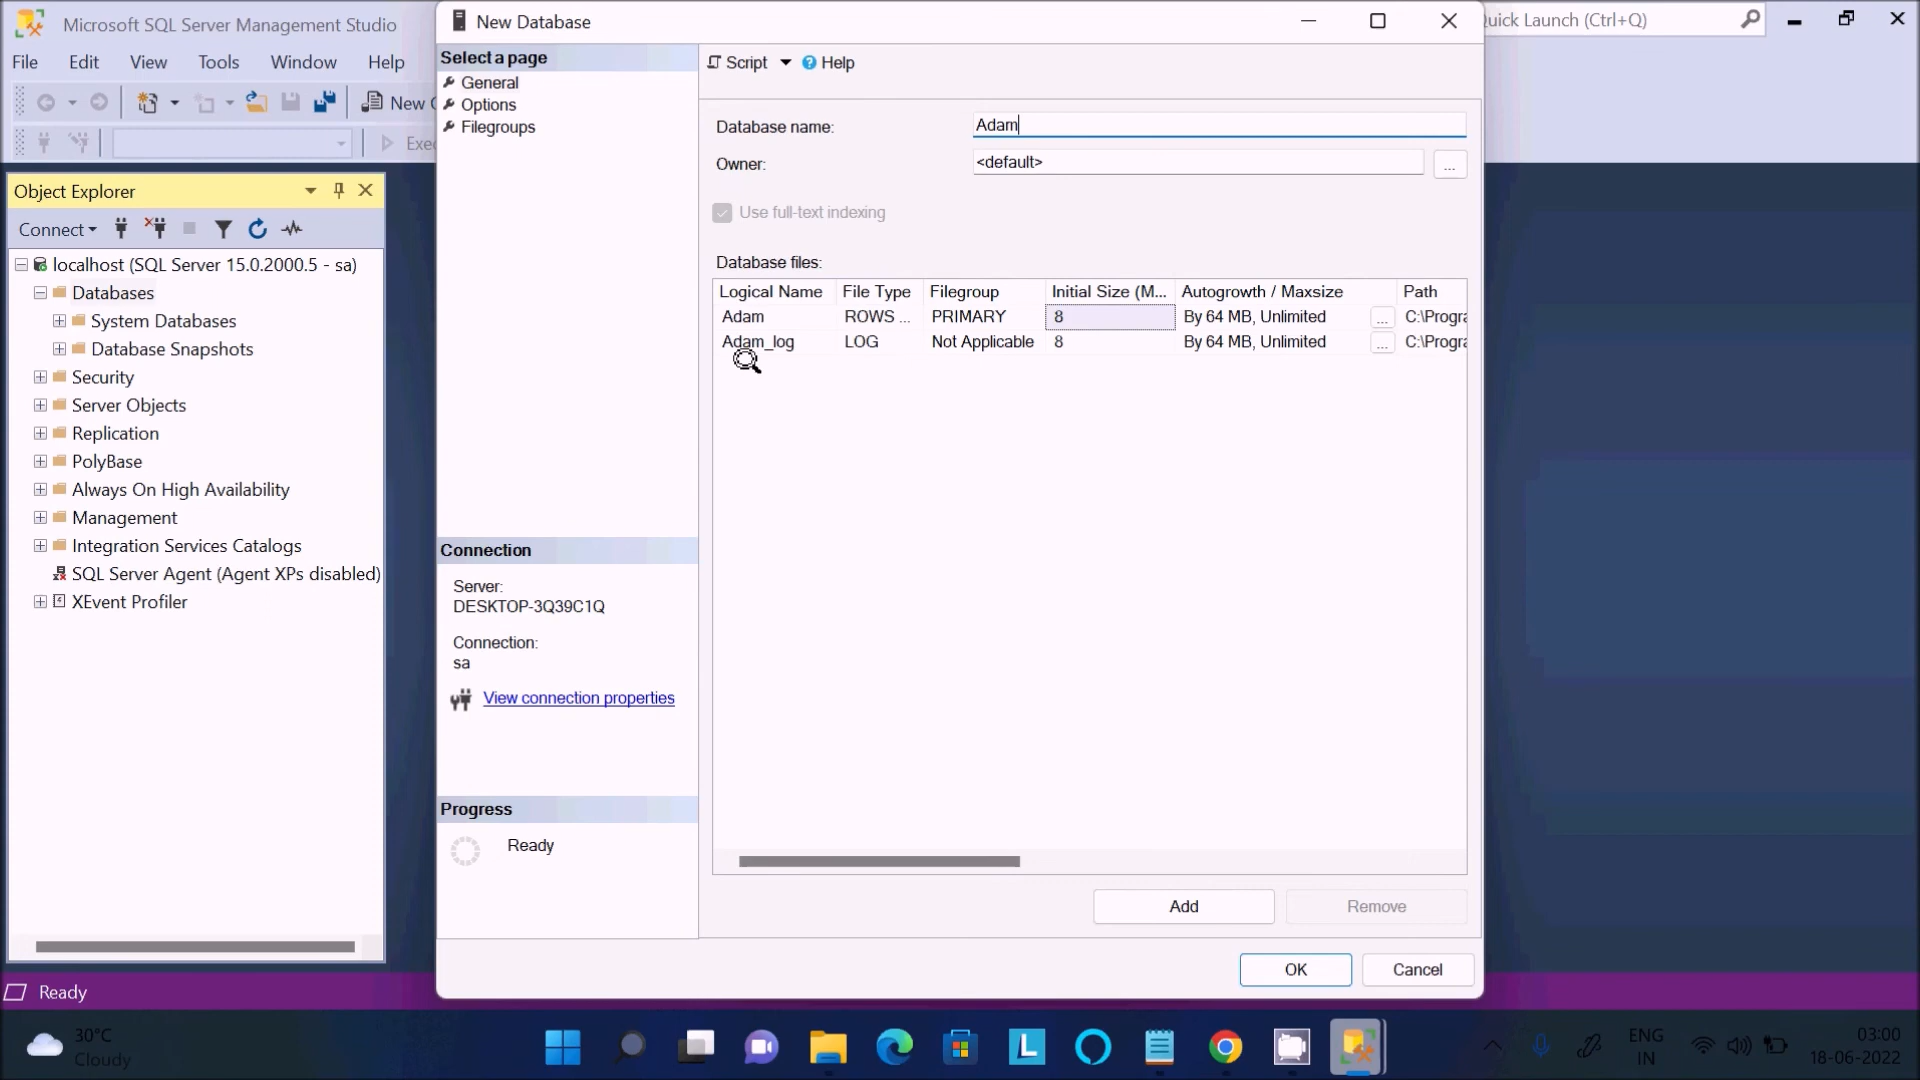 Microsoft SQL Server Management Studio
Quick Launch (Ctrl+Q)
File Edit View Tools Window Help
New
Object Explorer
Connect
localhost (SQL Server 15.0.2000.5 - sa)
Databases
System Databases
Database Snapshots
Security
Server Objects
Replication
PolyBase
Always On High Availability
Management
Integration Services Catalogs
SQL Server Agent (Agent XPs disabled)
XEvent Profiler
Ready
New Database
Select a page
General
Options
Filegroups
Connection
Server:
DESKTOP-3Q39C1Q
Connection:
sa
View connection properties
Progress
Ready
Script Help
Database name: Adam
Owner: <default> ...
Use full-text indexing
Database files:
Logical Name File Type Filegroup Initial Size (M... Autogrowth / Maxsize Path
Adam ROWS ... PRIMARY 8 By 64 MB, Unlimited ... C:\Progra
Adam_log LOG Not Applicable 8 By 64 MB, Unlimited ... C:\Progra
Add Remove
OK Cancel
30°C
Cloudy
L
ENG
IN
03:00
18-06-2022